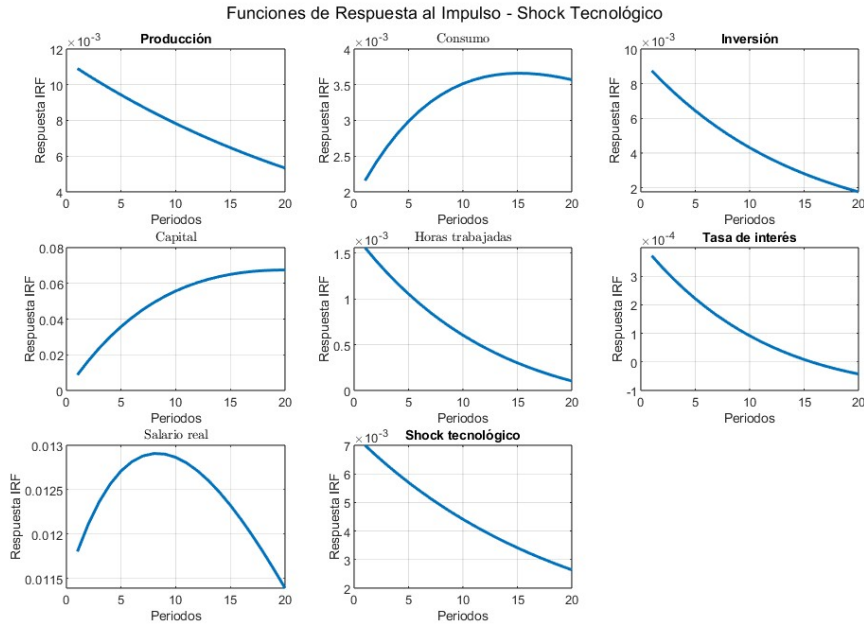 Funciones de Respuesta al Impulso - Shock Tecnológico
Producción
×10⁻³
12
10
8
6
4
0 5 10 15 20
Respuesta IRF
Periodos
Consumo
×10⁻³
4
3.5
3
2.5
2
0 5 10 15 20
Respuesta IRF
Periodos
Inversión
×10⁻³
10
8
6
4
2
0 5 10 15 20
Respuesta IRF
Periodos
Capital
0.08
0.06
0.04
0.02
0
0 5 10 15 20
Respuesta IRF
Periodos
Horas trabajadas
×10⁻³
1.5
1
0.5
0
0 5 10 15 20
Respuesta IRF
Periodos
Tasa de interés
×10⁻⁴
3
2
1
0
-1
0 5 10 15 20
Respuesta IRF
Periodos
Salario real
0.013
0.0125
0.012
0.0115
0 5 10 15 20
Respuesta IRF
Periodos
Shock tecnológico
×10⁻³
7
6
5
4
3
2
0 5 10 15 20
Respuesta IRF
Periodos